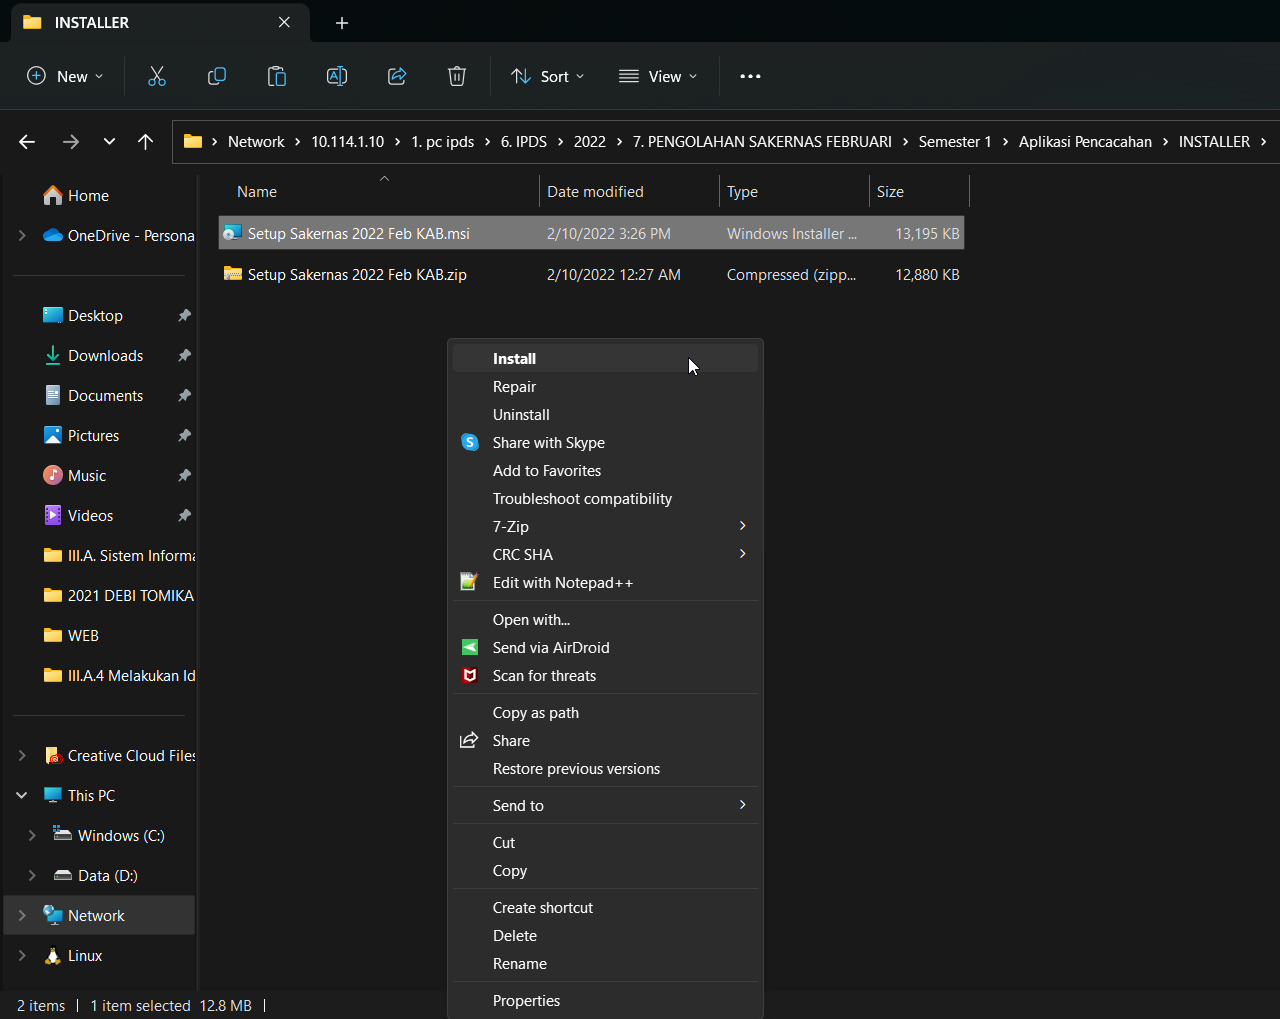 INSTALLER
New
Sort
View
Network > 10.114.1.10 > 1. pc ipds > 6. IPDS > 2022 > 7. PENGOLAHAN SAKERNAS FEBRUARI > Semester 1 > Aplikasi Pencacahan > INSTALLER >
Name Date modified Type Size
Setup Sakernas 2022 Feb KAB.msi 2/10/2022 3:26 PM Windows Installer ... 13,195 KB
Setup Sakernas 2022 Feb KAB.zip 2/10/2022 12:27 AM Compressed (zipp... 12,880 KB
Home
OneDrive - Persona
Desktop
Downloads
Documents
Pictures
Music
Videos
III.A. Sistem Informa
2021 DEBI TOMIKA
WEB
III.A.4 Melakukan Id
Creative Cloud Files
This PC
Windows (C:)
Data (D:)
Network
Linux
Install
Repair
Uninstall
Share with Skype
Add to Favorites
Troubleshoot compatibility
7-Zip
CRC SHA
Edit with Notepad++
Open with...
Send via AirDroid
Scan for threats
Copy as path
Share
Restore previous versions
Send to
Cut
Copy
Create shortcut
Delete
Rename
Properties
2 items | 1 item selected 12.8 MB |